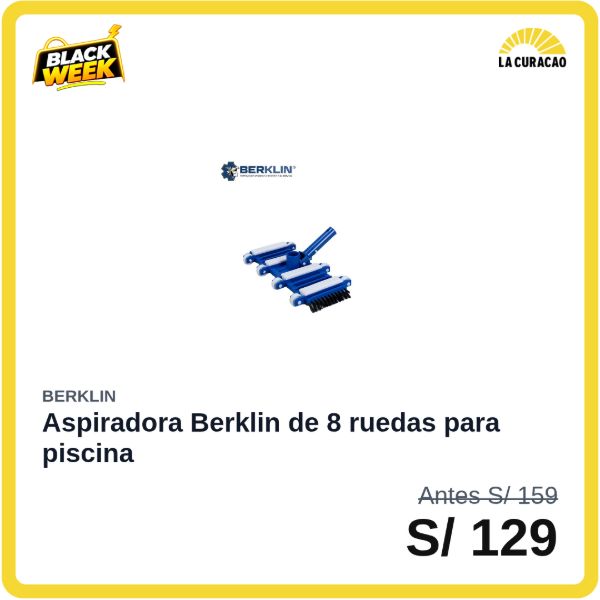 BLACK
WEEK
LA CURACAO
BERKLIN®
BERKLIN
Aspiradora Berklin de 8 ruedas para
piscina
Antes S/ 159
S/ 129